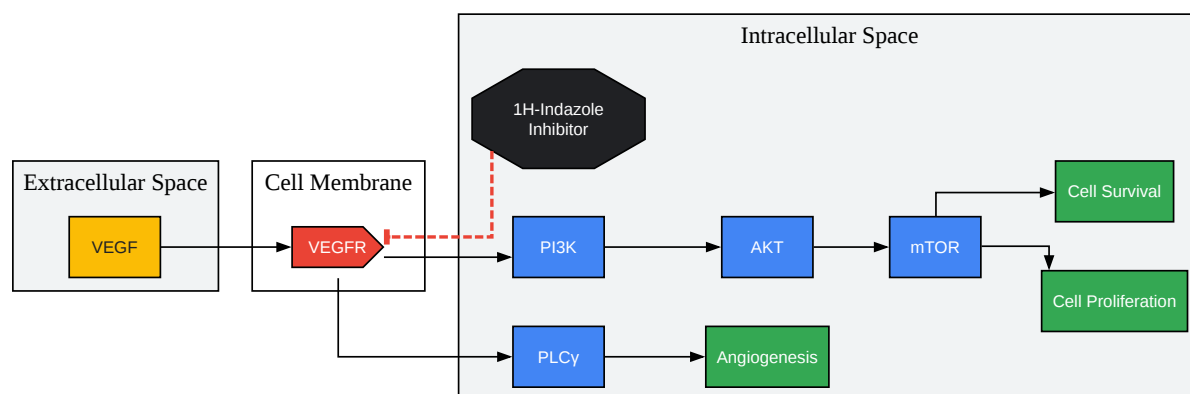 Intracellular Space
1H-Indazole
Inhibitor
Extracellular Space
Cell Membrane
Cell Survival
VEGF
VEGFR
PI3K
AKT
mTOR
Cell Proliferation
PLCγ
Angiogenesis